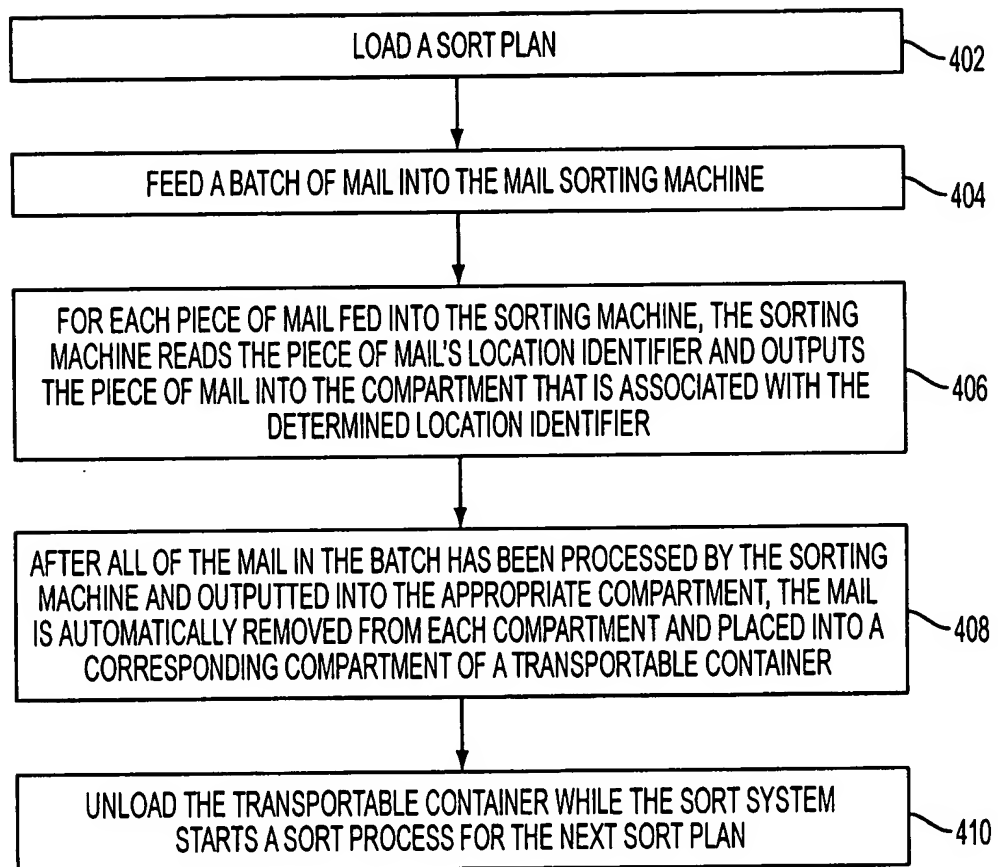 LOAD A SORT PLAN
402
FEED A BATCH OF MAIL INTO THE MAIL SORTING MACHINE
404
FOR EACH PIECE OF MAIL FED INTO THE SORTING MACHINE, THE SORTING
MACHINE READS THE PIECE OF MAIL'S LOCATION IDENTIFIER AND OUTPUTS
THE PIECE OF MAIL INTO THE COMPARTMENT THAT IS ASSOCIATED WITH THE
DETERMINED LOCATION IDENTIFIER
406
AFTER ALL OF THE MAIL IN THE BATCH HAS BEEN PROCESSED BY THE SORTING
MACHINE AND OUTPUTTED INTO THE APPROPRIATE COMPARTMENT, THE MAIL
IS AUTOMATICALLY REMOVED FROM EACH COMPARTMENT AND PLACED INTO A
CORRESPONDING COMPARTMENT OF A TRANSPORTABLE CONTAINER
408
UNLOAD THE TRANSPORTABLE CONTAINER WHILE THE SORT SYSTEM
STARTS A SORT PROCESS FOR THE NEXT SORT PLAN
410